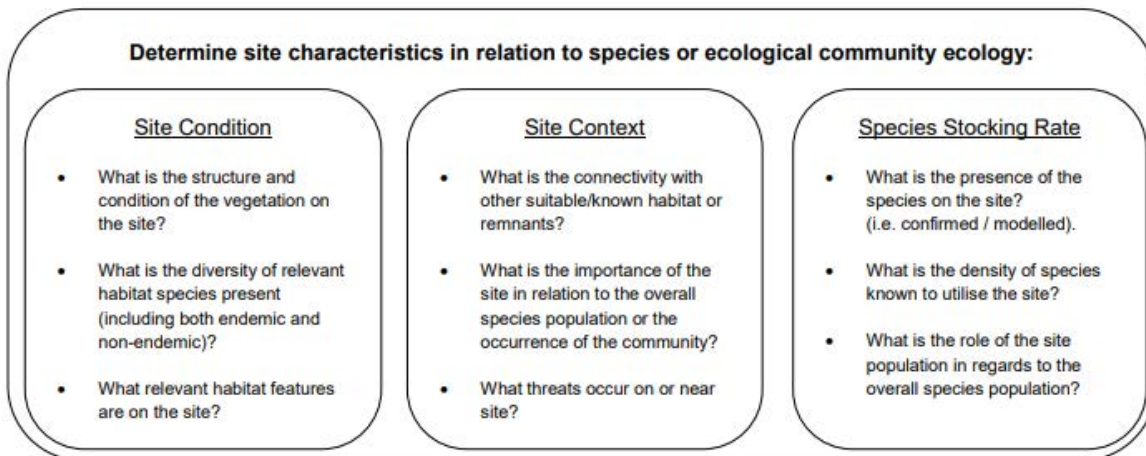 Determine site characteristics in relation to species or ecological community ecology:
Site Condition
• What is the structure and
condition of the vegetation on
the site?
• What is the diversity of relevant
habitat species present
(including both endemic and
non-endemic)?
• What relevant habitat features
are on the site?
Site Context
• What is the connectivity with
other suitable/known habitat or
remnants?
• What is the importance of the
site in relation to the overall
species population or the
occurrence of the community?
• What threats occur on or near
site?
Species Stocking Rate
• What is the presence of the
species on the site?
(i.e. confirmed / modelled).
• What is the density of species
known to utilise the site?
• What is the role of the site
population in regards to the
overall species population?